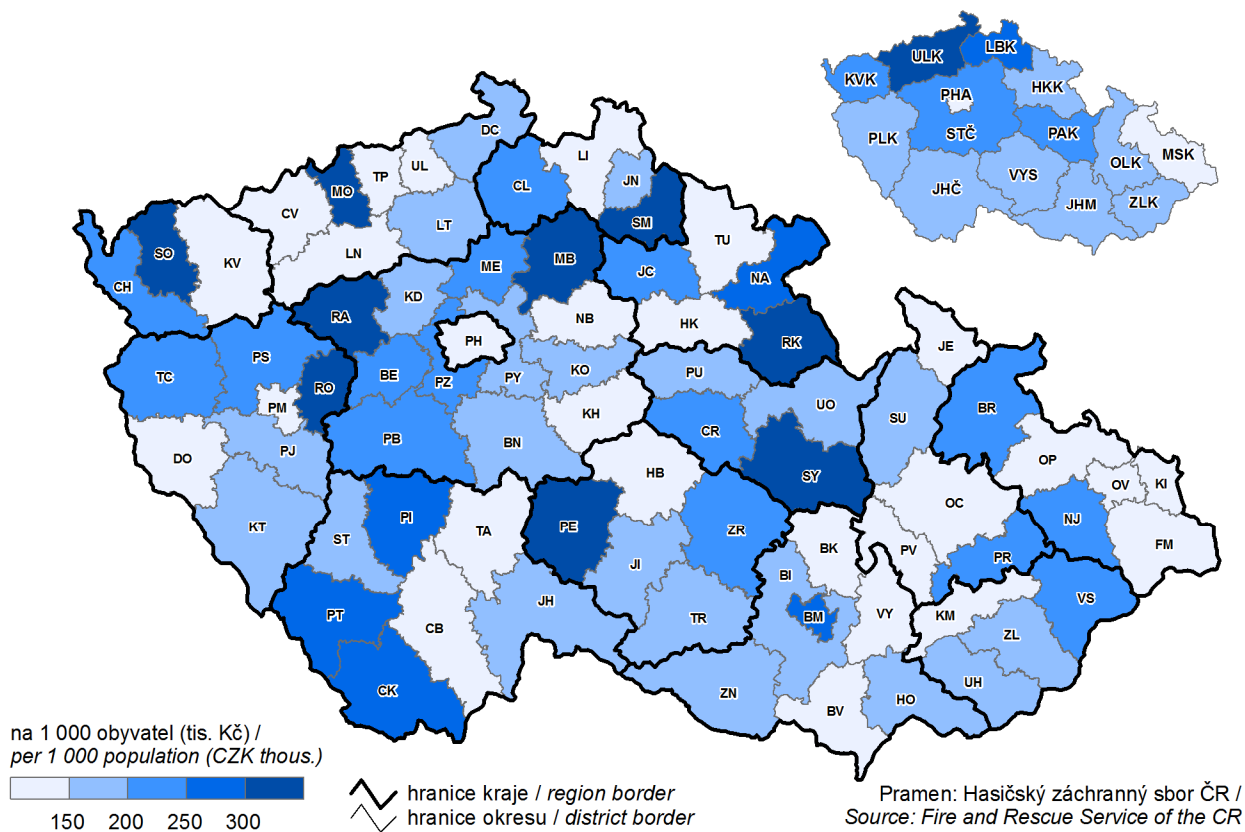 ULK
LBK
KVK
HKK
PHA
STČ
PAK
PLK
OLK
MSK
VYS
JHČ
JHM
ZLK
DC
UL
TP
MO
LI
JN
CL
CV
LT
SM
TU
SO
KV
LN
MB
ME
JC
NA
CH
KD
RA
NB
HK
RK
PH
JE
PS
TC
RO
BE
PZ
PY
KO
PU
PM
KH
UO
SU
BR
PB
BN
CR
DO
PJ
HB
SY
OP
OV
KI
OC
KT
ST
PI
TA
PE
ZR
NJ
FM
BK
PV
PR
JI
BI
PT
JH
TR
BM
VY
KM
VS
CB
ZL
CK
ZN
UH
HO
BV
na 1 000 obyvatel (tis. Kč) /
per 1 000 population (CZK thous.)
150 200 250 300
hranice kraje / region border
hranice okresu / district border
Pramen: Hasičský záchranný sbor ČR /
Source: Fire and Rescue Service of the CR